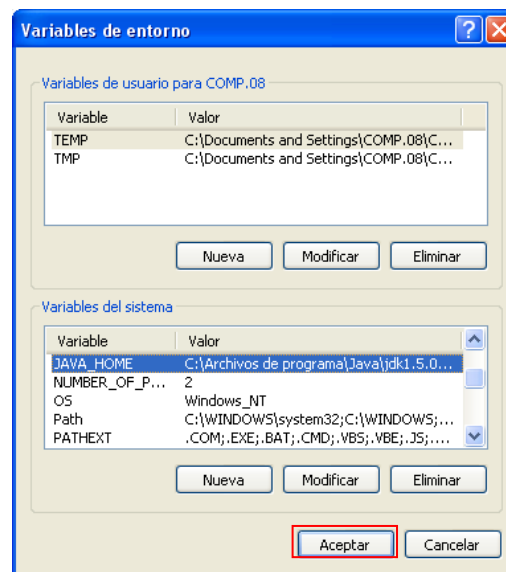 Variables de entorno
Variables de usuario para COMP.08
Variable Valor
TEMP C:\Documents and Settings\COMP.08\C...
TMP C:\Documents and Settings\COMP.08\C...
Nueva Modificar Eliminar
Variables del sistema
Variable Valor
JAVA_HOME C:\Archivos de programa\Java\jdk1.5.0...
NUMBER_OF_P... 2
OS Windows_NT
Path C:\WINDOWS\system32;C:\WINDOWS;...
PATHEXT .COM;.EXE;.BAT;.CMD;.VBS;.VBE;.JS;....
Nueva Modificar Eliminar
Aceptar Cancelar